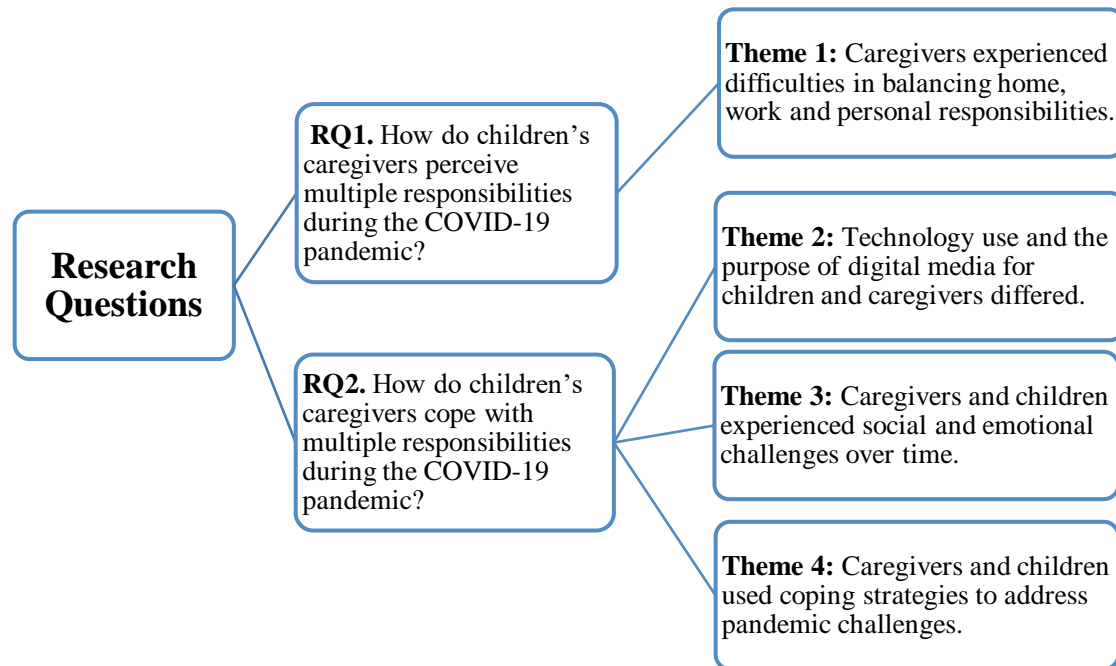 Research
Questions
RQ1. How do children’s
caregivers perceive
multiple responsibilities
during the COVID-19
pandemic?
RQ2. How do children’s
caregivers cope with
multiple responsibilities
during the COVID-19
pandemic?
Theme 1: Caregivers experienced
difficulties in balancing home,
work and personal responsibilities.
Theme 2: Technology use and the
purpose of digital media for
children and caregivers differed.
Theme 3: Caregivers and children
experienced social and emotional
challenges over time.
Theme 4: Caregivers and children
used coping strategies to address
pandemic challenges.